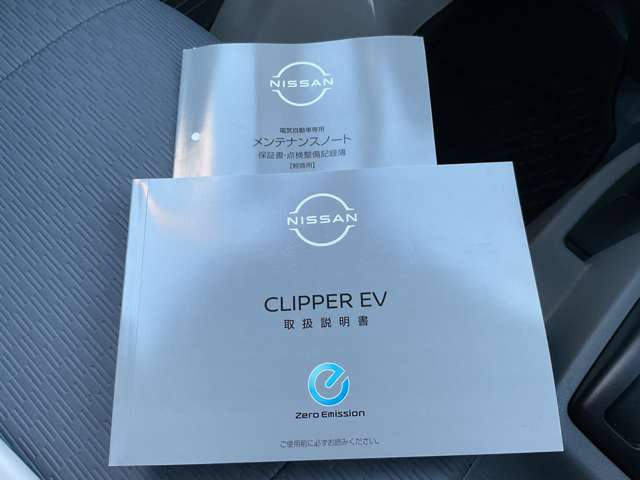 NISSAN
電気自動車専用
メンテナンスノート
保証書・点検整備記録簿
【軽商用】
NISSAN
CLIPPER EV
取扱説明書
Zero Emission
ご使用前に必ずお読みください。